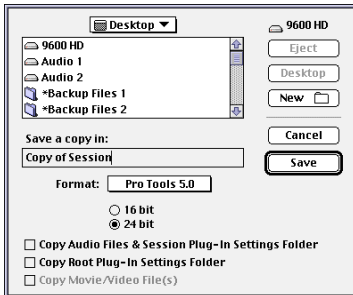 Desktop
9600 HD
9600 HD
Audio 1
Audio 2
*Backup Files 1
*Backup Files 2
Eject
Desktop
New
Save a copy in:
Copy of Session
Cancel
Save
Format: Pro Tools 5.0
16 bit
24 bit
Copy Audio Files & Session Plug-In Settings Folder
Copy Root Plug-In Settings Folder
Copy Movie/Video File(s)